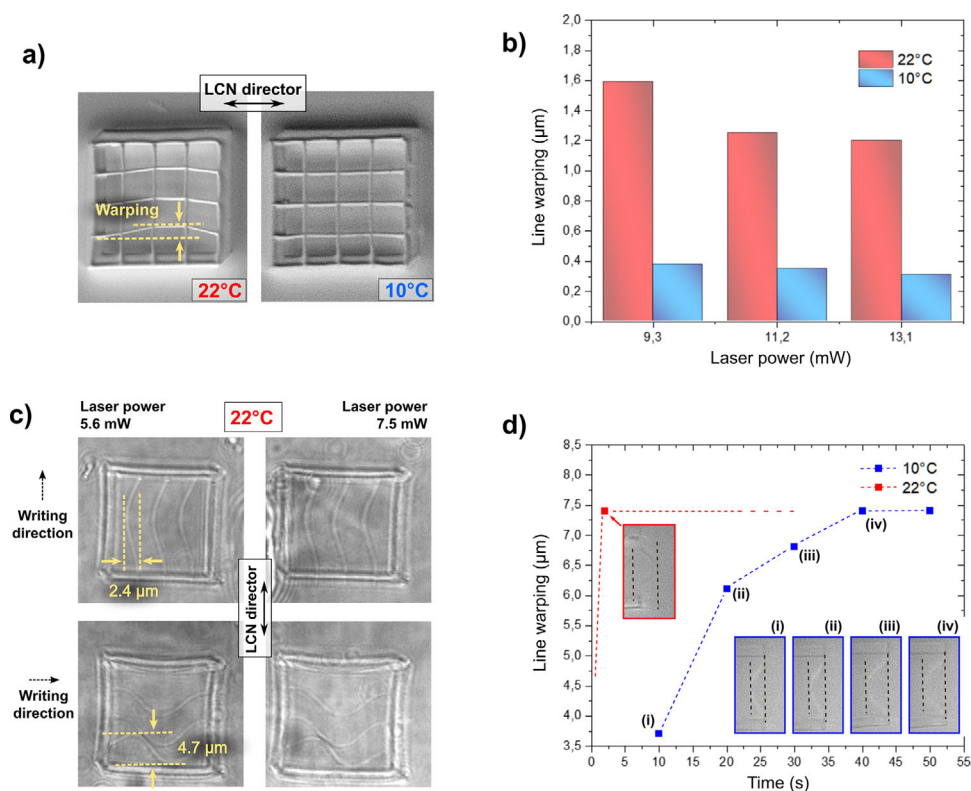 a)
LCN director
Warping
22°C
10°C
b)
2,0
1,8
1,6
1,4
1,2
1,0
0,8
0,6
0,4
0,2
0,0
Line warping (µm)
22°C
10°C
9,3
11,2
13,1
Laser power (mW)
c)
Laser power
5.6 mW
22°C
Laser power
7.5 mW
Writing
direction
2.4 µm
LCN director
Writing
direction
4.7 µm
d)
8,5
8,0
7,5
7,0
6,5
6,0
5,5
5,0
4,5
4,0
3,5
Line warping (µm)
10°C
22°C
(i)
(ii)
(iii)
(iv)
(i)
(ii)
(iii)
(iv)
0
5
10
15
20
25
30
35
40
45
50
55
Time (s)